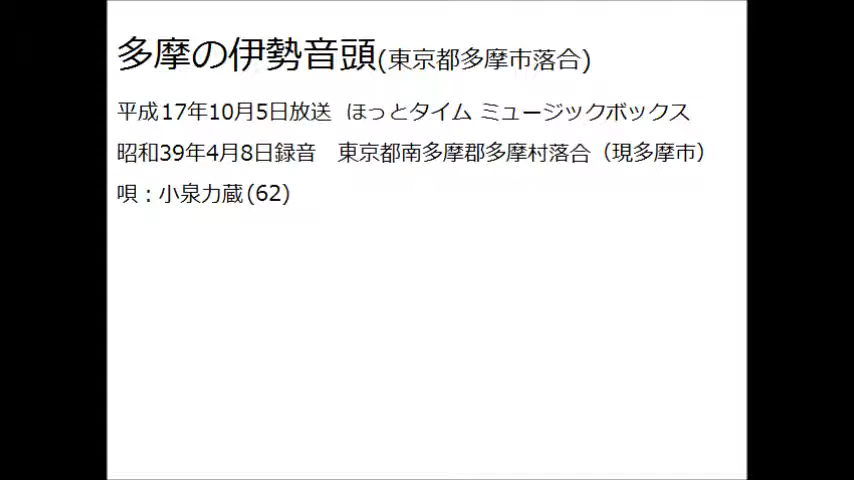 多摩の伊勢音頭(東京都多摩市落合)
平成17年10月5日放送 ほっとタイム ミュージックボックス
昭和39年4月8日録音 東京都南多摩郡多摩村落合（現多摩市）
唄：小泉力蔵(62)